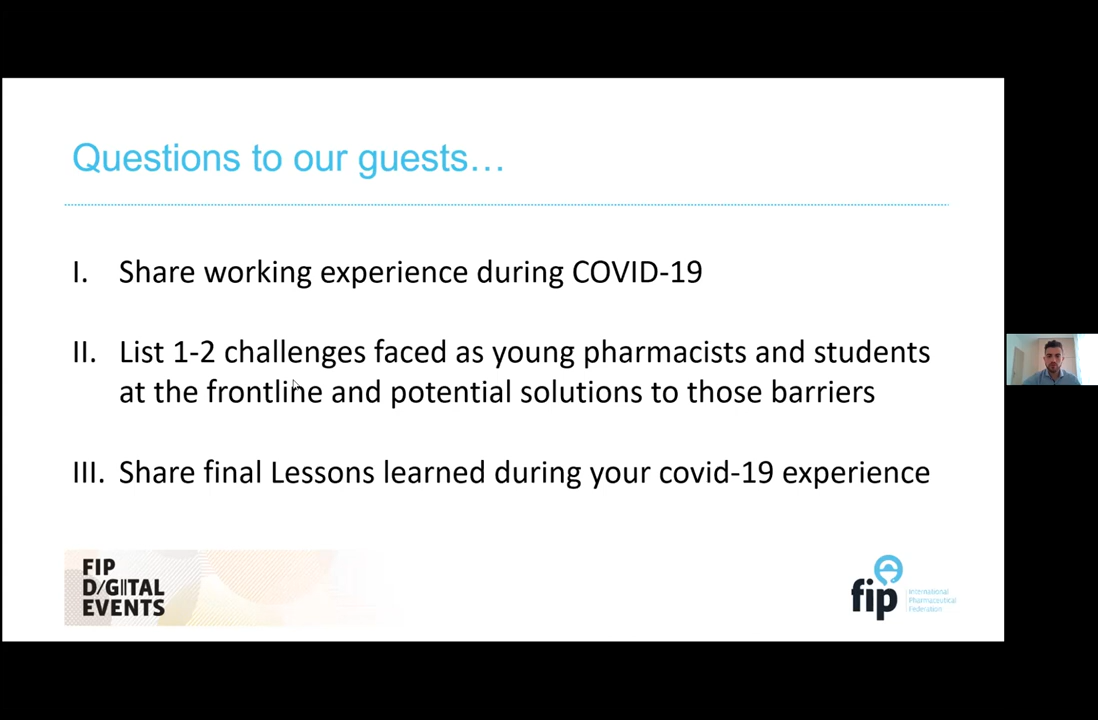 Questions to our guests...
I. Share working experience during COVID-19
II. List 1-2 challenges faced as young pharmacists and students
at the frontline and potential solutions to those barriers
III. Share final Lessons learned during your covid-19 experience
FIP
D/GITAL
EVENTS
fip
International
Pharmaceutical
Federation